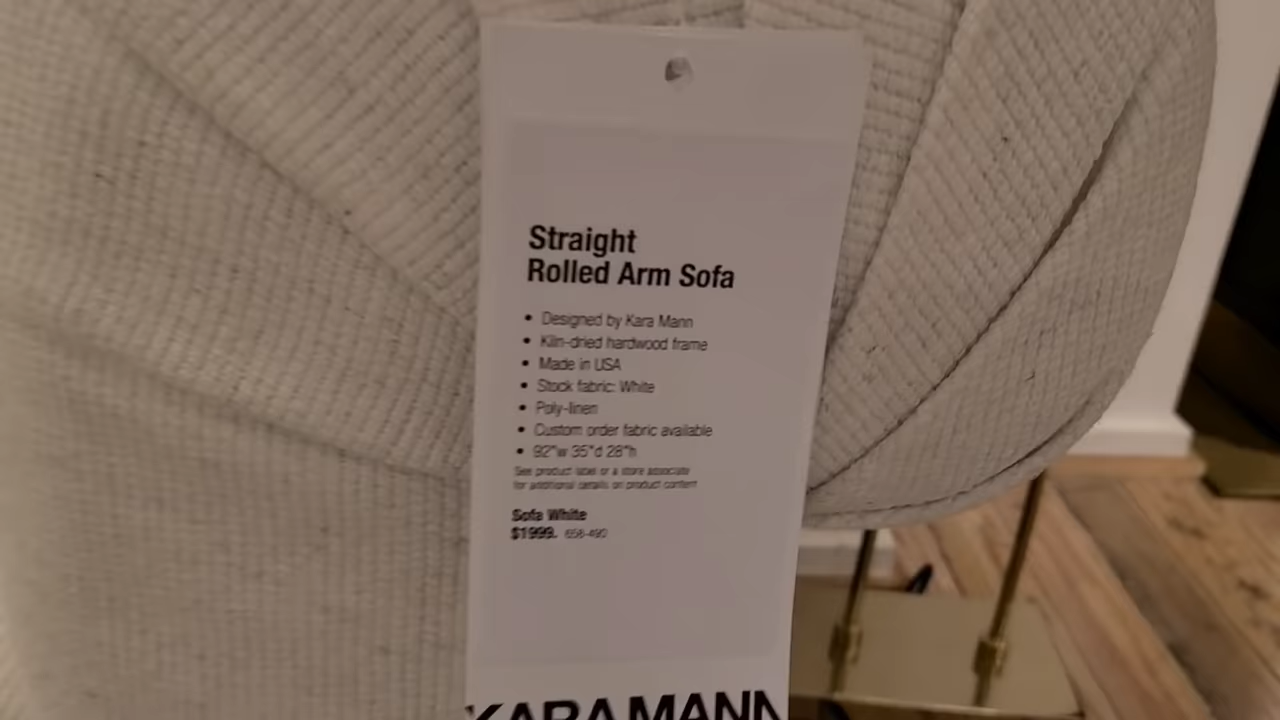 Straight
Rolled Arm Sofa
• Designed by Kara Mann
• Kiln-dried hardwood frame
• Made in USA
• Stock fabric: White
• Poly-linen
• Custom order fabric available
• 92"w 35"d 28"h
See product label or a store associate
for additional details on product content
Sofa White
$1999. 658-490
KARA MANN